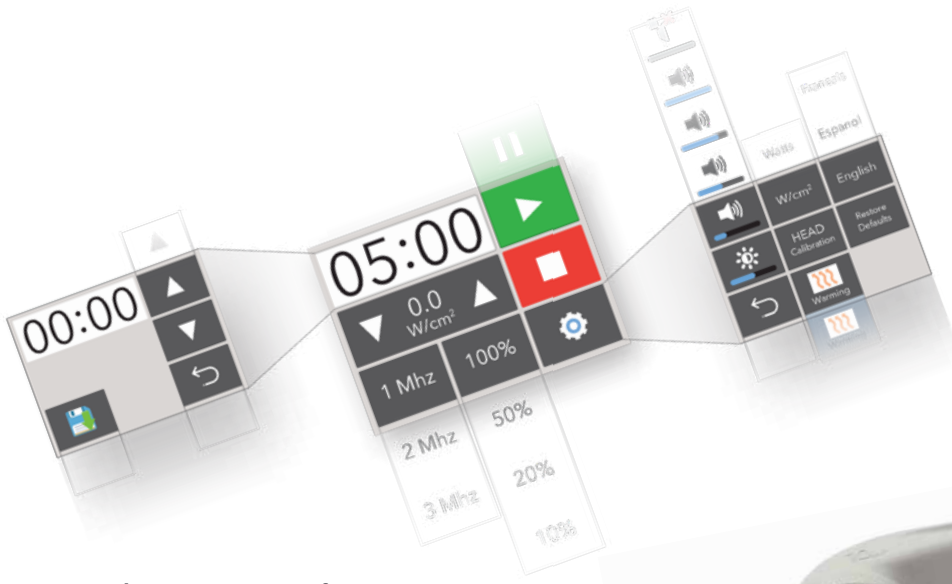 00:00
05:00
0.0
W/cm²
1 Mhz
100%
2 Mhz
50%
3 Mhz
20%
10%
Francais
Watts
Espanol
W/cm²
English
HEAD
Calibration
Restore
Defaults
Warming